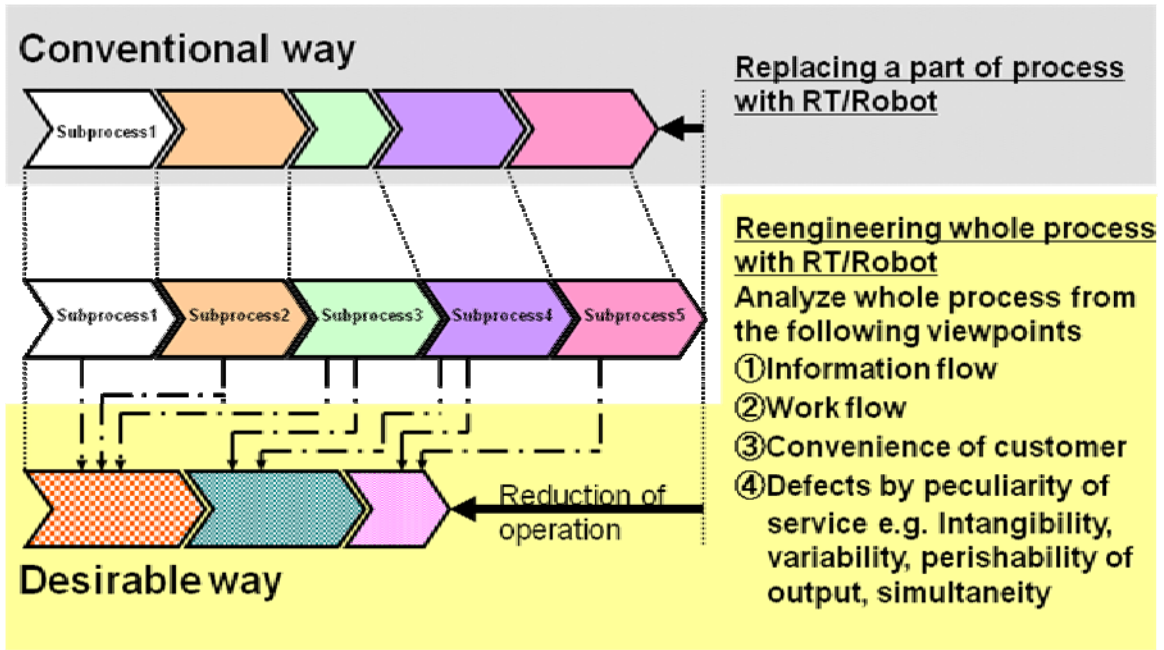 Conventional way
Replacing a part of process
with RT/Robot
Subprocess1
Reengineering whole process
with RT/Robot
Analyze whole process from
the following viewpoints
①Information flow
②Work flow
③Convenience of customer
④Defects by peculiarity of
service e.g. Intangibility,
variability, perishability of
output, simultaneity
Subprocess1
Subprocess2
Subprocess3
Subprocess4
Subprocess5
Reduction of
operation
Desirable way